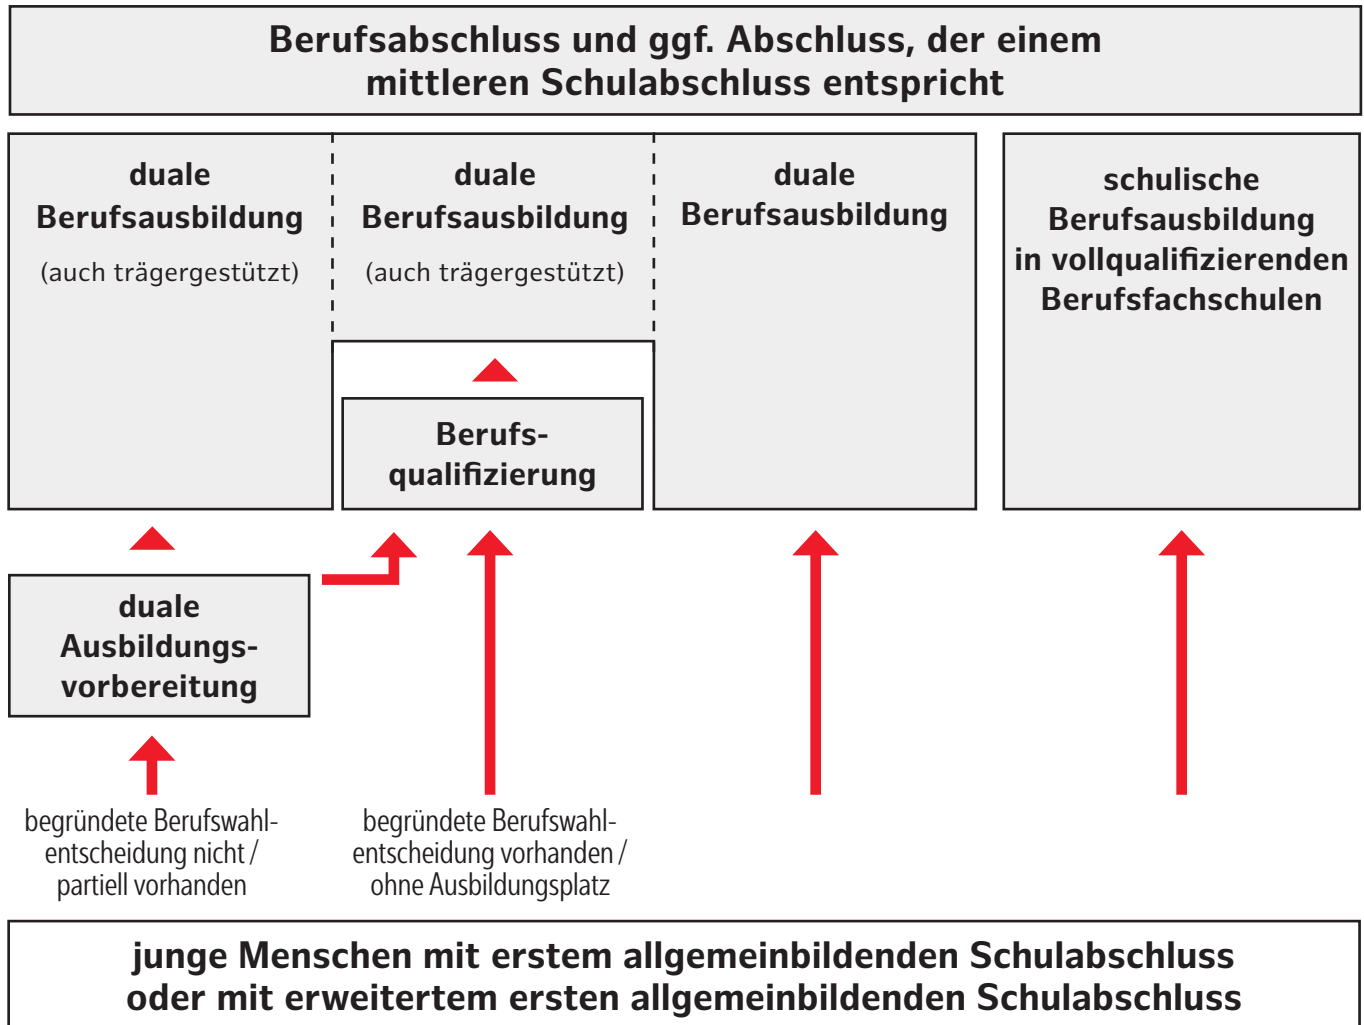 Berufsabschluss und ggf. Abschluss, der einem
mittleren Schulabschluss entspricht
duale
Berufsausbildung
(auch trägergestützt)
duale
Berufsausbildung
(auch trägergestützt)
duale
Berufsausbildung
schulische
Berufsausbildung
in vollqualifizierenden
Berufsfachschulen
Berufs-
qualifizierung
duale
Ausbildungs-
vorbereitung
begründete Berufswahl-
entscheidung nicht /
partiell vorhanden
begründete Berufswahl-
entscheidung vorhanden /
ohne Ausbildungsplatz
junge Menschen mit erstem allgemeinbildenden Schulabschluss
oder mit erweitertem ersten allgemeinbildenden Schulabschluss